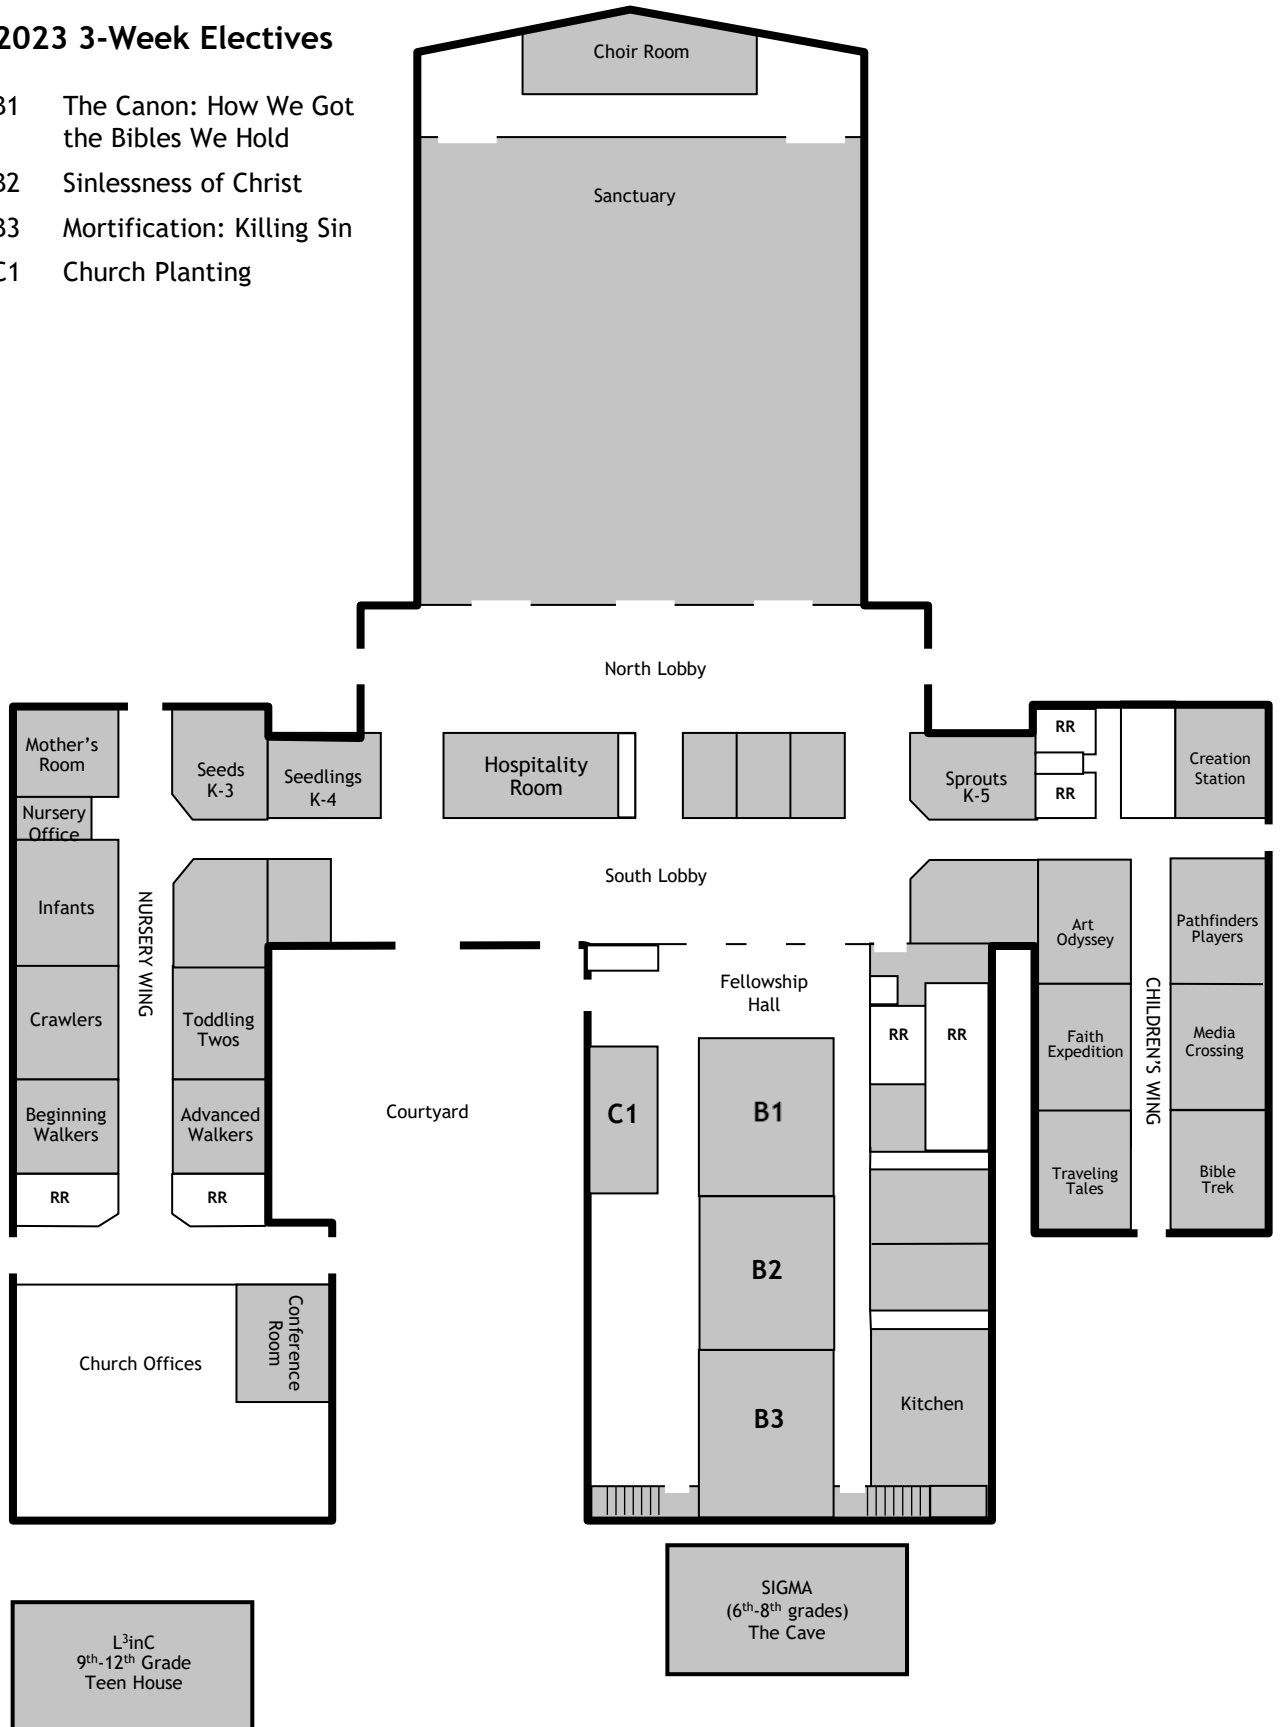 2023 3-Week Electives
B1 The Canon: How We Got
the Bibles We Hold
B2 Sinlessness of Christ
B3 Mortification: Killing Sin
C1 Church Planting
Choir Room
Sanctuary
North Lobby
Mother's
Room
Seeds
K-3
Seedlings
K-4
Hospitality
Room
Sprouts
K-5
RR
RR
Creation
Station
Nursery
Office
South Lobby
Infants
NURSERY WING
Art
Odyssey
Pathfinders
Players
Fellowship
Hall
Crawlers
Toddling
Twos
RR
RR
Faith
Expedition
CHILDREN'S WING
Media
Crossing
Beginning
Walkers
Advanced
Walkers
Courtyard
C1
B1
Traveling
Tales
Bible
Trek
RR
RR
B2
Church Offices
Conference
Room
B3
Kitchen
SIGMA
(6th-8th grades)
The Cave
L3inC
9th-12th Grade
Teen House